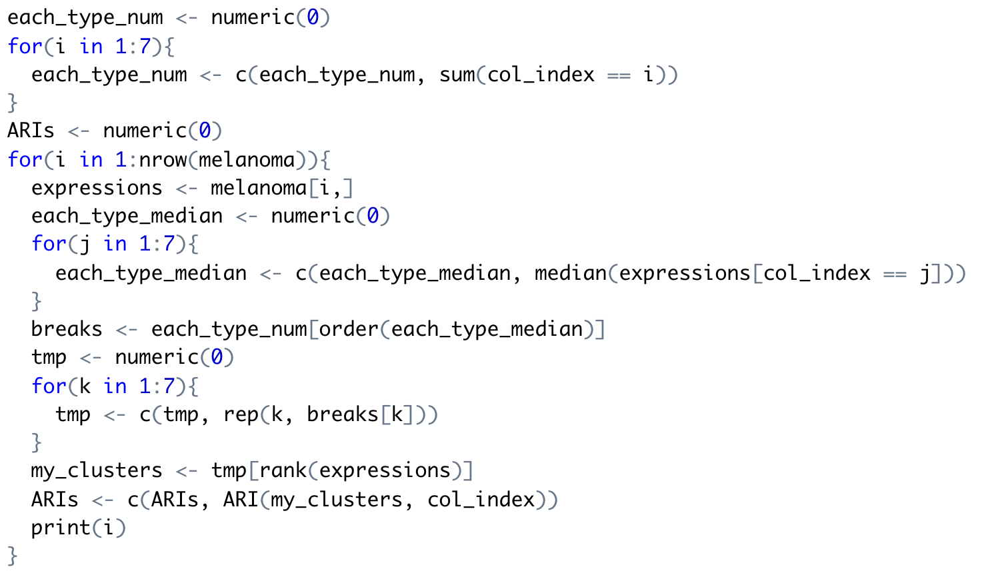 each_type_num <- numeric(0)
for(i in 1:7){
  each_type_num <- c(each_type_num, sum(col_index == i))
}
ARIs <- numeric(0)
for(i in 1:nrow(melanoma)){
  expressions <- melanoma[i,]
  each_type_median <- numeric(0)
  for(j in 1:7){
    each_type_median <- c(each_type_median, median(expressions[col_index == j]))
  }
  breaks <- each_type_num[order(each_type_median)]
  tmp <- numeric(0)
  for(k in 1:7){
    tmp <- c(tmp, rep(k, breaks[k]))
  }
  my_clusters <- tmp[rank(expressions)]
  ARIs <- c(ARIs, ARI(my_clusters, col_index))
  print(i)
}